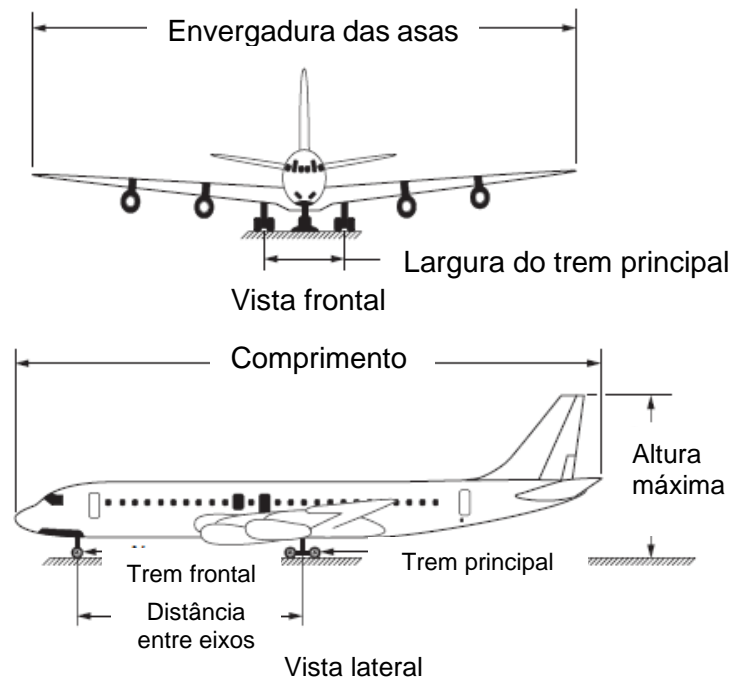 Envergadura das asas
Largura do trem principal
Vista frontal
Comprimento
Altura
máxima
Trem frontal
Trem principal
Distância
entre eixos
Vista lateral